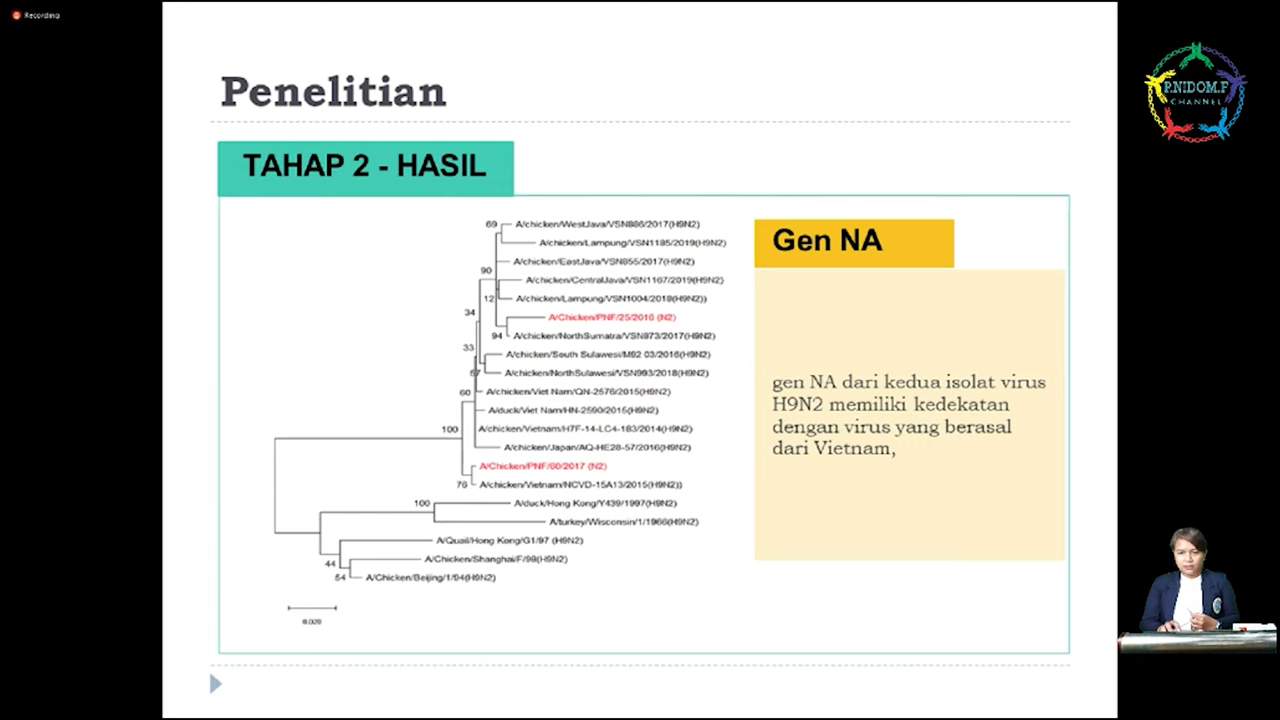 Recording
P.NIDOM.F
CHANNEL
Penelitian
TAHAP 2 - HASIL
69
A/chicken/WestJava/VSN886/2017(H9N2)
A/chicken/Lampung/VSN1185/2019(H9N2)
A/chicken/EastJava/VSN855/2017(H9N2)
90
A/chicken/CentralJava/VSN1167/2019(H9N2)
12
A/chicken/Lampung/VSN1004/2018(H9N2))
34
A/Chicken/PNF/25/2016 (N2)
94
A/chicken/NorthSumatra/VSN873/2017(H9N2)
33
A/chicken/South Sulawesi/M92 03/2016(H9N2)
57
A/chicken/NorthSulawesi/VSN993/2018(H9N2)
60
A/chicken/Viet Nam/QN-2576/2015(H9N2)
A/duck/Viet Nam/HN-2590/2015(H9N2)
100
A/chicken/Vietnam/H7F-14-LC4-183/2014(H9N2)
A/chicken/Japan/AQ-HE28-57/2016(H9N2)
A/Chicken/PNF/60/2017 (N2)
76
A/chicken/Vietnam/NCVD-15A13/2015(H9N2))
100
A/duck/Hong Kong/Y439/1997(H9N2)
A/turkey/Wisconsin/1/1966(H9N2)
A/Quail/Hong Kong/G1/97 (H9N2)
44
A/Chicken/Shanghai/F/98(H9N2)
54
A/Chicken/Beijing/1/94(H9N2)
0.020
Gen NA
gen NA dari kedua isolat virus
H9N2 memiliki kedekatan
dengan virus yang berasal
dari Vietnam,